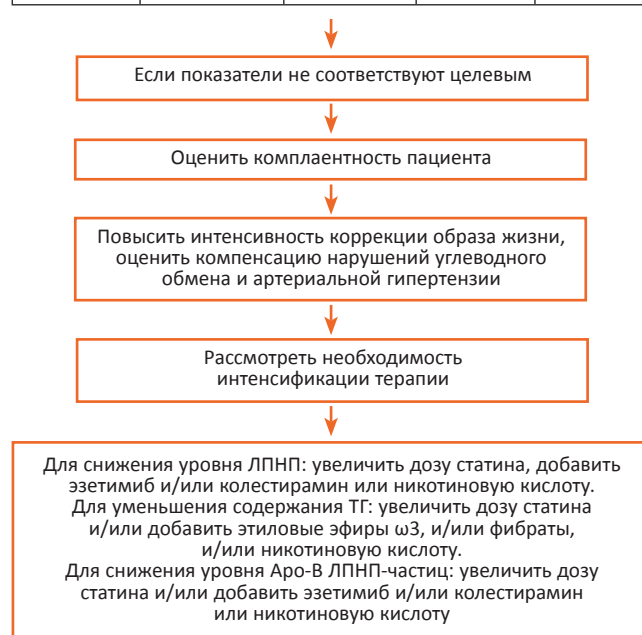 Если показатели не соответствуют целевым
Оценить комплаентность пациента
Повысить интенсивность коррекции образа жизни,
оценить компенсацию нарушений углеводного
обмена и артериальной гипертензии
Рассмотреть необходимость
интенсификации терапии
Для снижения уровня ЛПНП: увеличить дозу статина, добавить
эзетимиб и/или колестирамин или никотиновую кислоту.
Для уменьшения содержания ТГ: увеличить дозу статина
и/или добавить этиловые эфиры ω3, и/или фибраты,
и/или никотиновую кислоту.
Для снижения уровня Аро-В ЛПНП-частиц: увеличить дозу
статина и/или добавить эзетимиб и/или колестирамин
или никотиновую кислоту